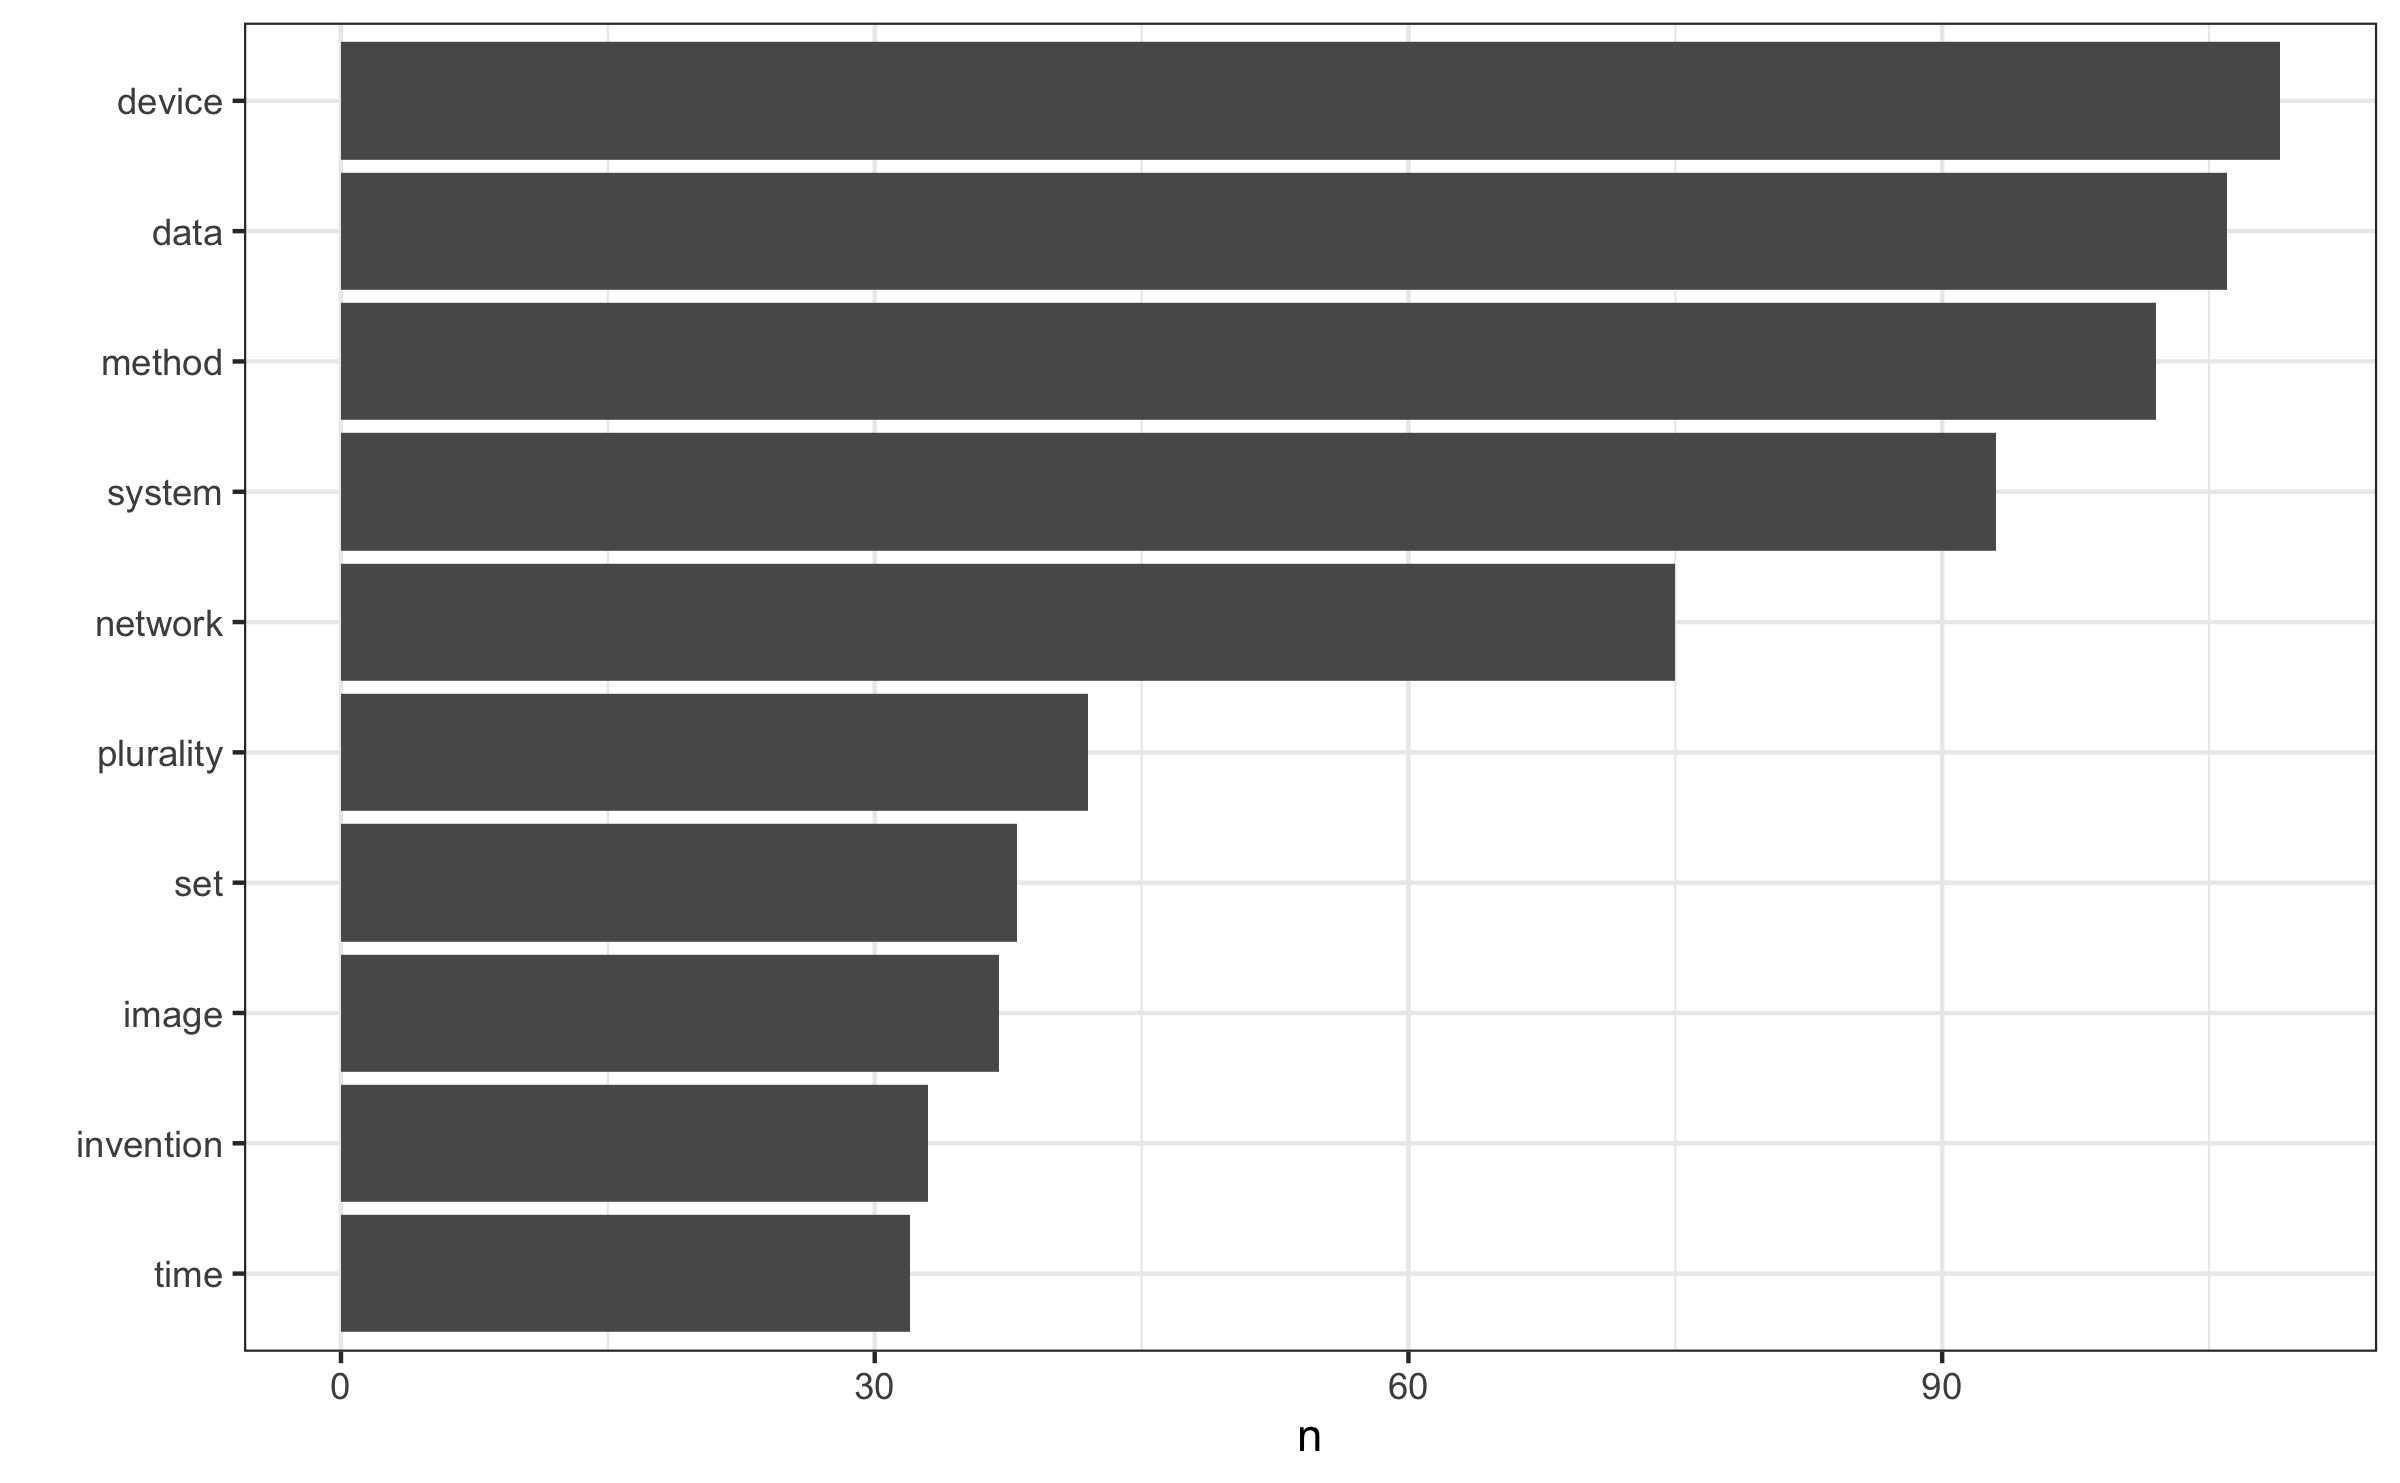 device
data
method
system
network
plurality
set
image
invention
time
0 30 60 90
n